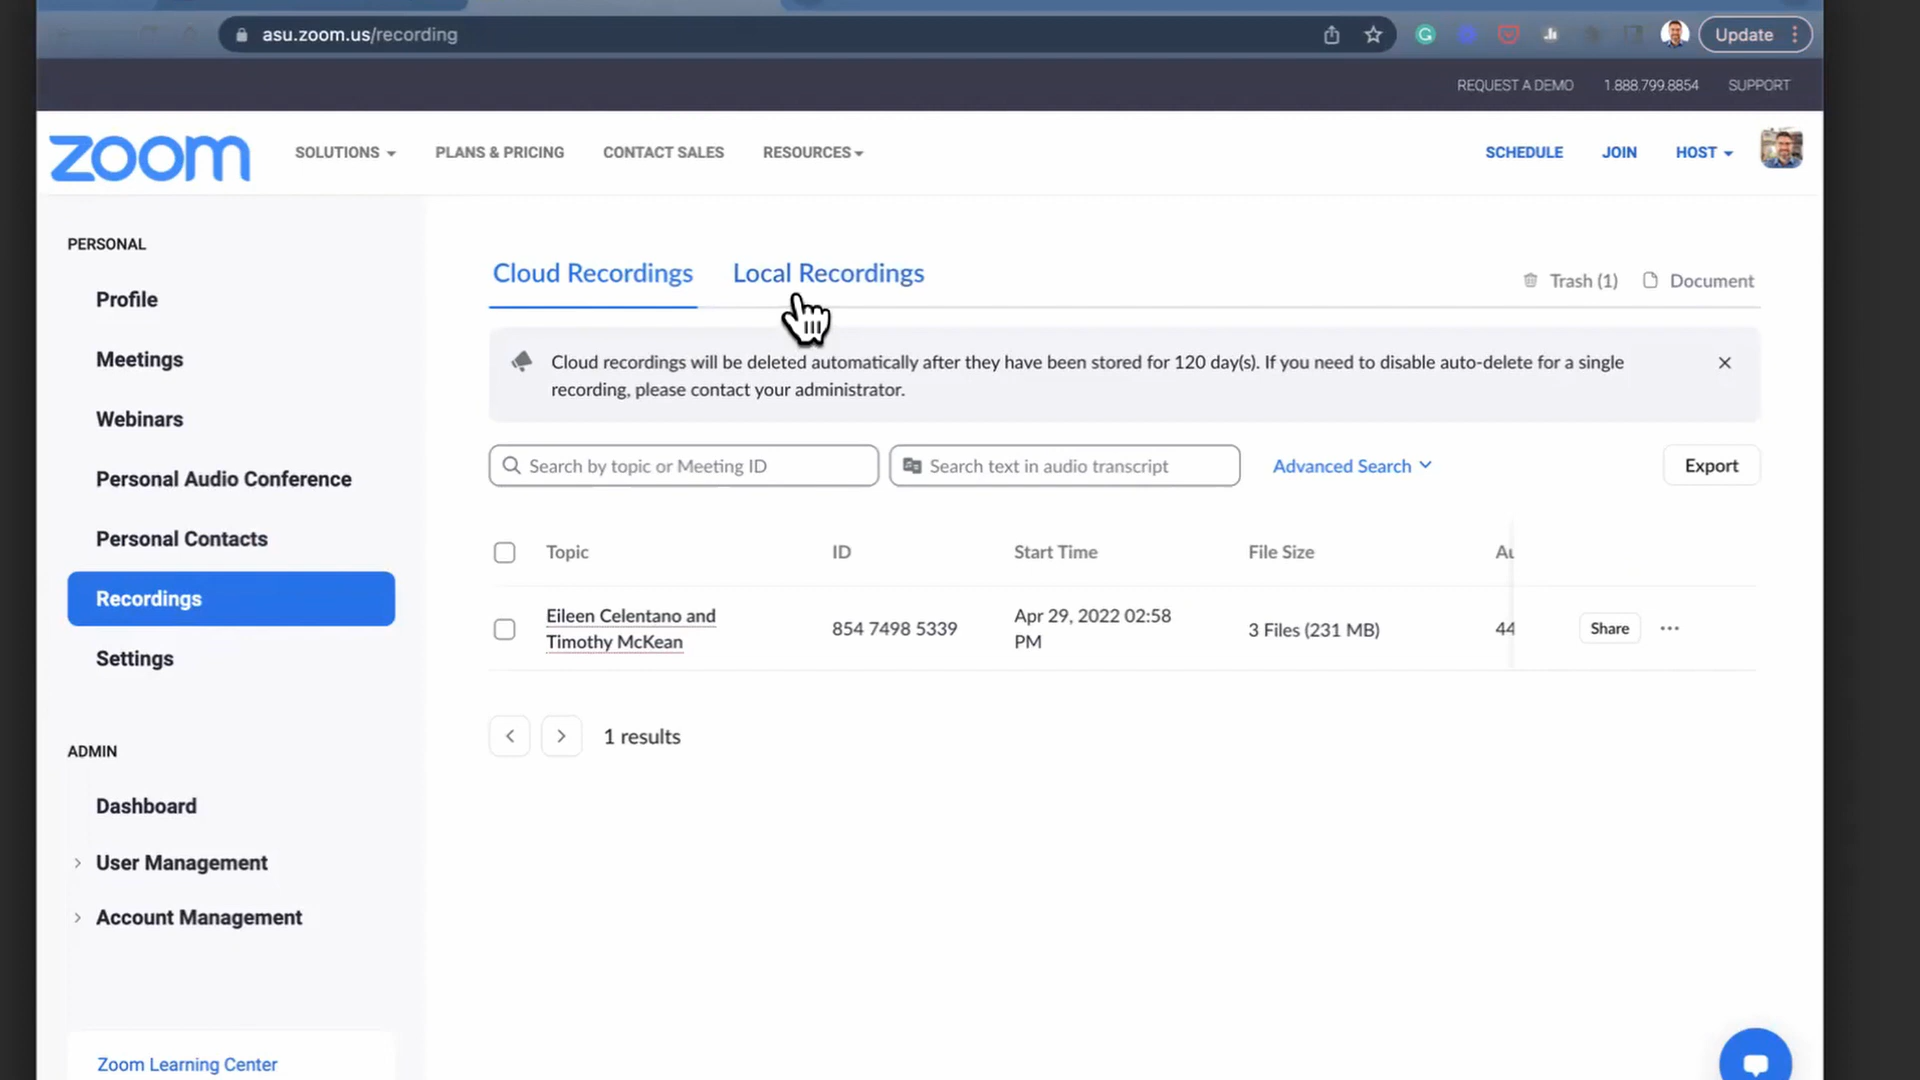 asu.zoom.us/recording
Update
REQUEST A DEMO
1.888.799.8854
SUPPORT
zoom
SOLUTIONS
PLANS & PRICING
CONTACT SALES
RESOURCES
SCHEDULE
JOIN
HOST
PERSONAL
Profile
Meetings
Webinars
Personal Audio Conference
Personal Contacts
Recordings
Settings
ADMIN
Dashboard
User Management
Account Management
Zoom Learning Center
Cloud Recordings
Local Recordings
Trash (1)
Document
Cloud recordings will be deleted automatically after they have been stored for 120 day(s). If you need to disable auto-delete for a single
recording, please contact your administrator.
Search by topic or Meeting ID
Search text in audio transcript
Advanced Search
Export
Topic
ID
Start Time
File Size
Eileen Celentano and
Timothy McKean
854 7498 5339
Apr 29, 2022 02:58
PM
3 Files (231 MB)
44
Share
1 results